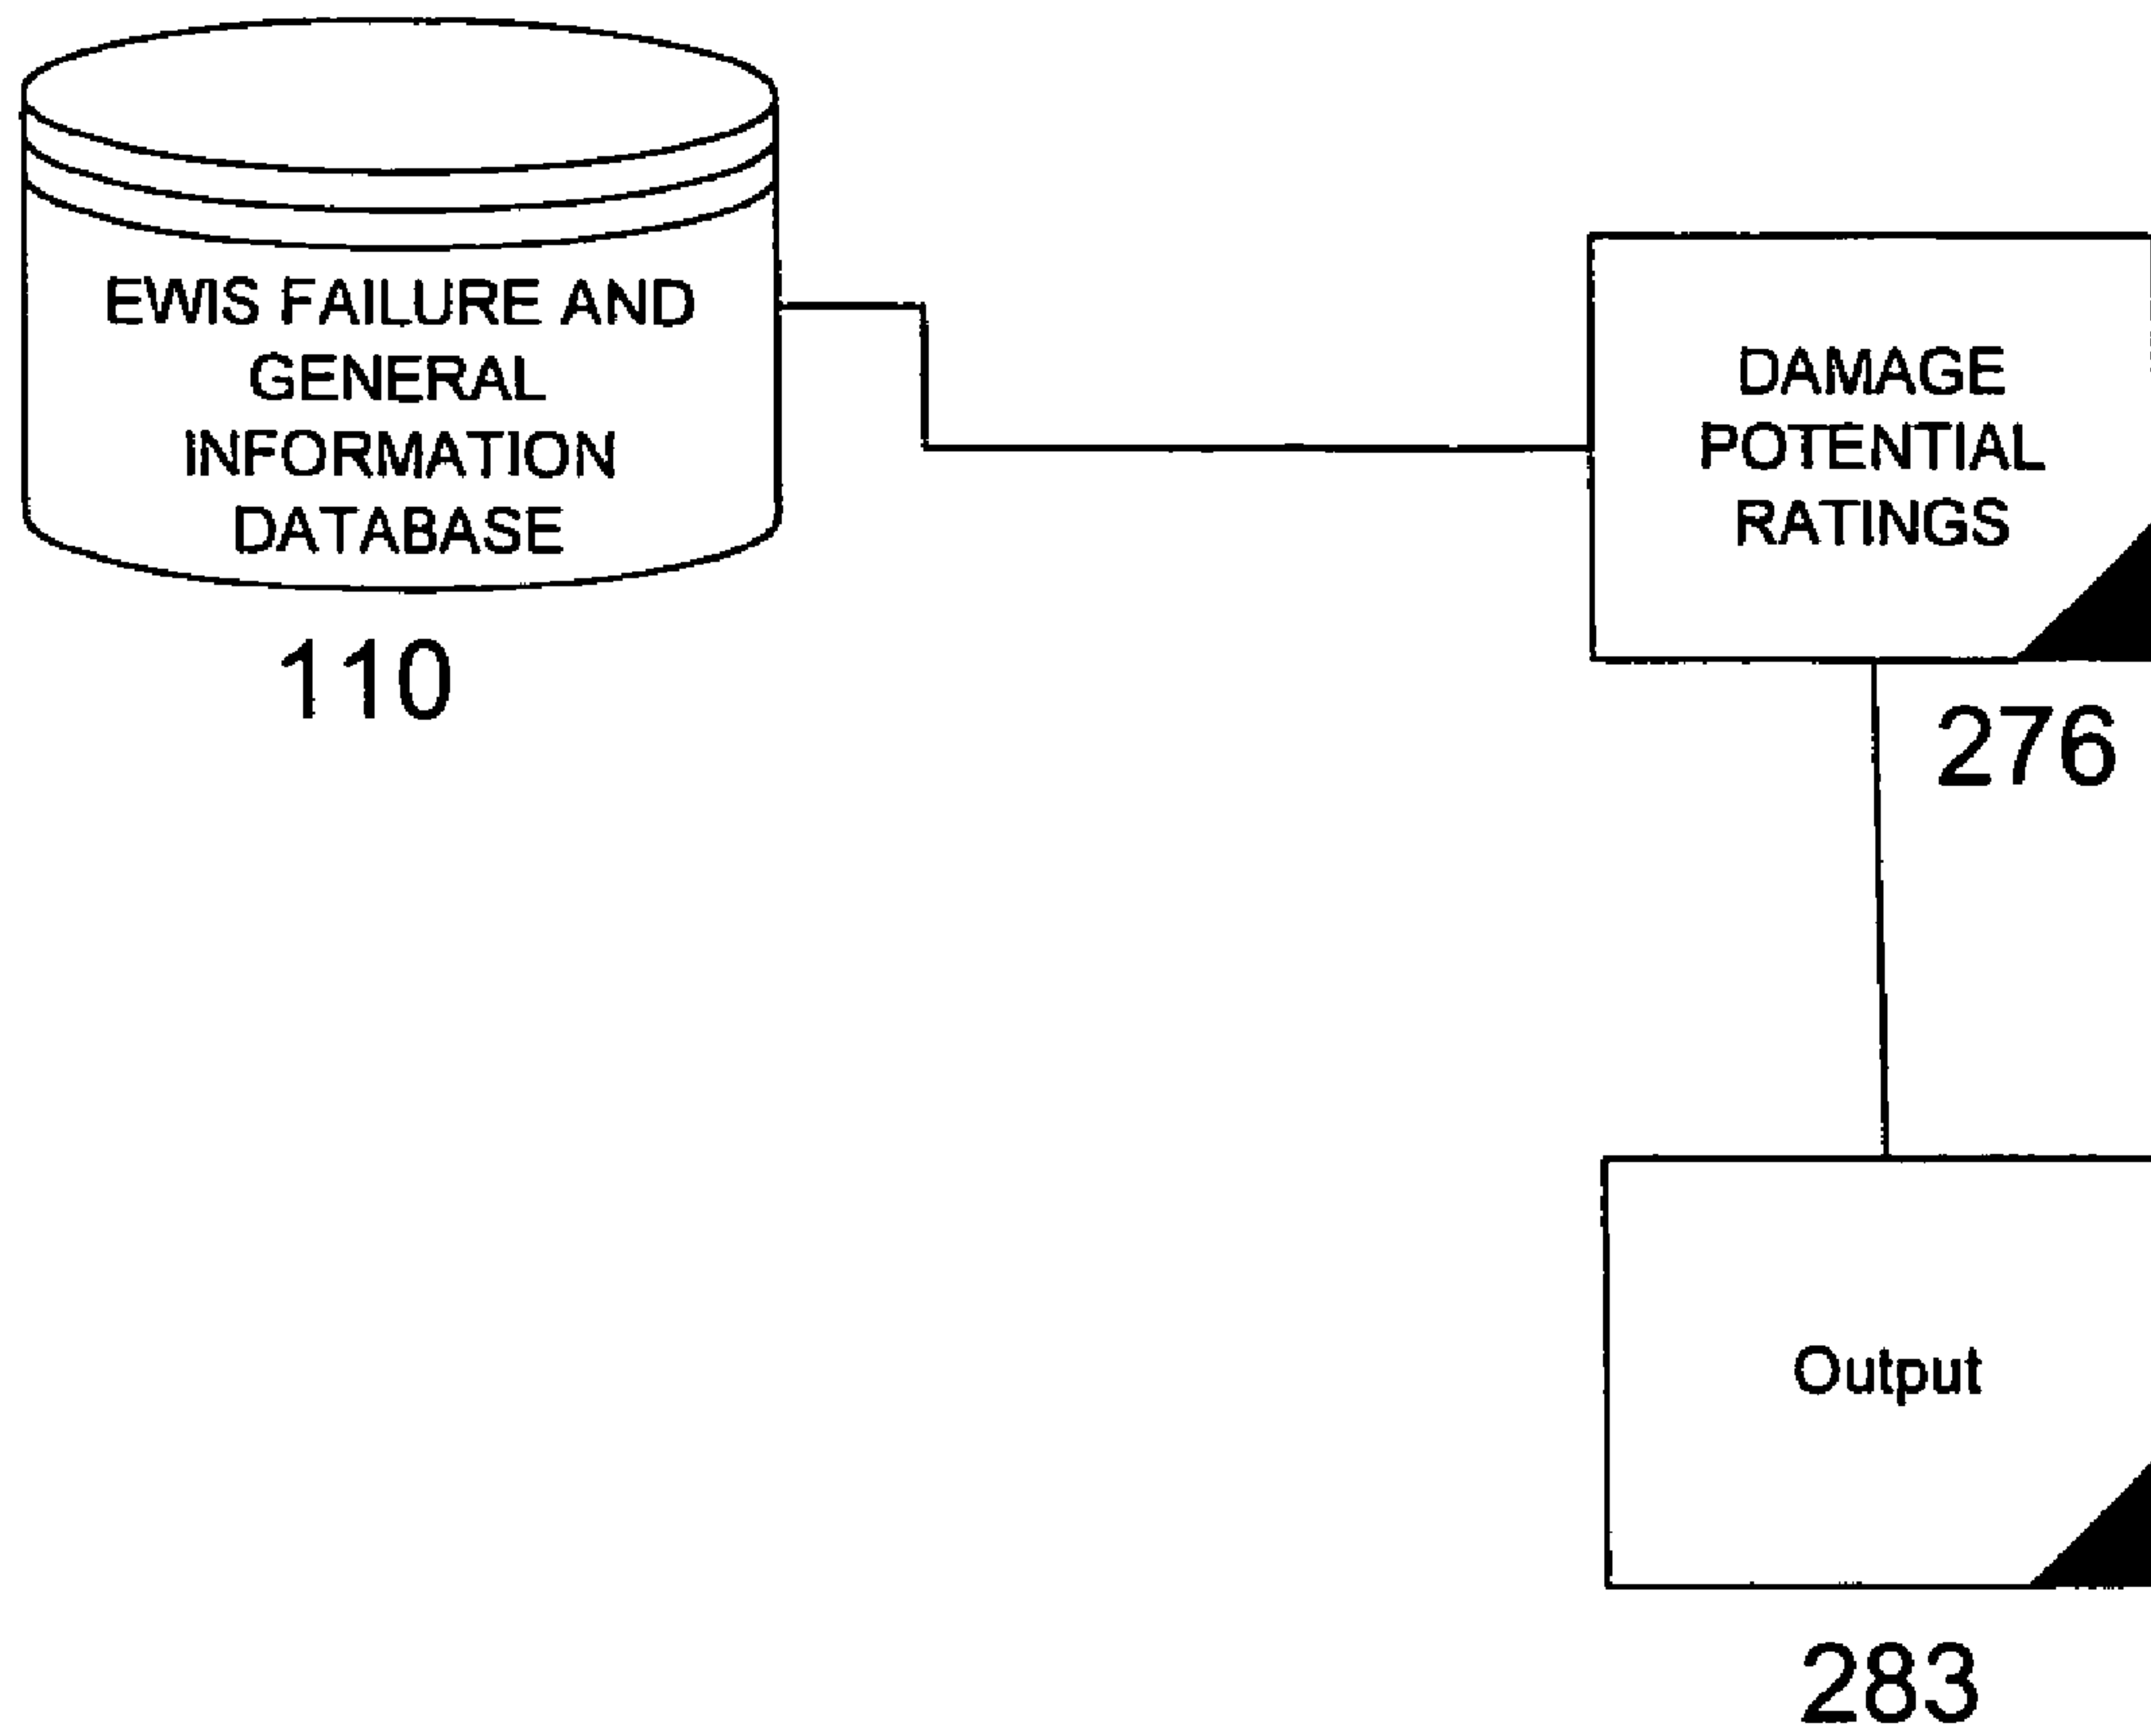 EWIS FAILURE AND
GENERAL
INFORMATION
DATABASE
110
DAMAGE
POTENTIAL
RATINGS
276
Output
283